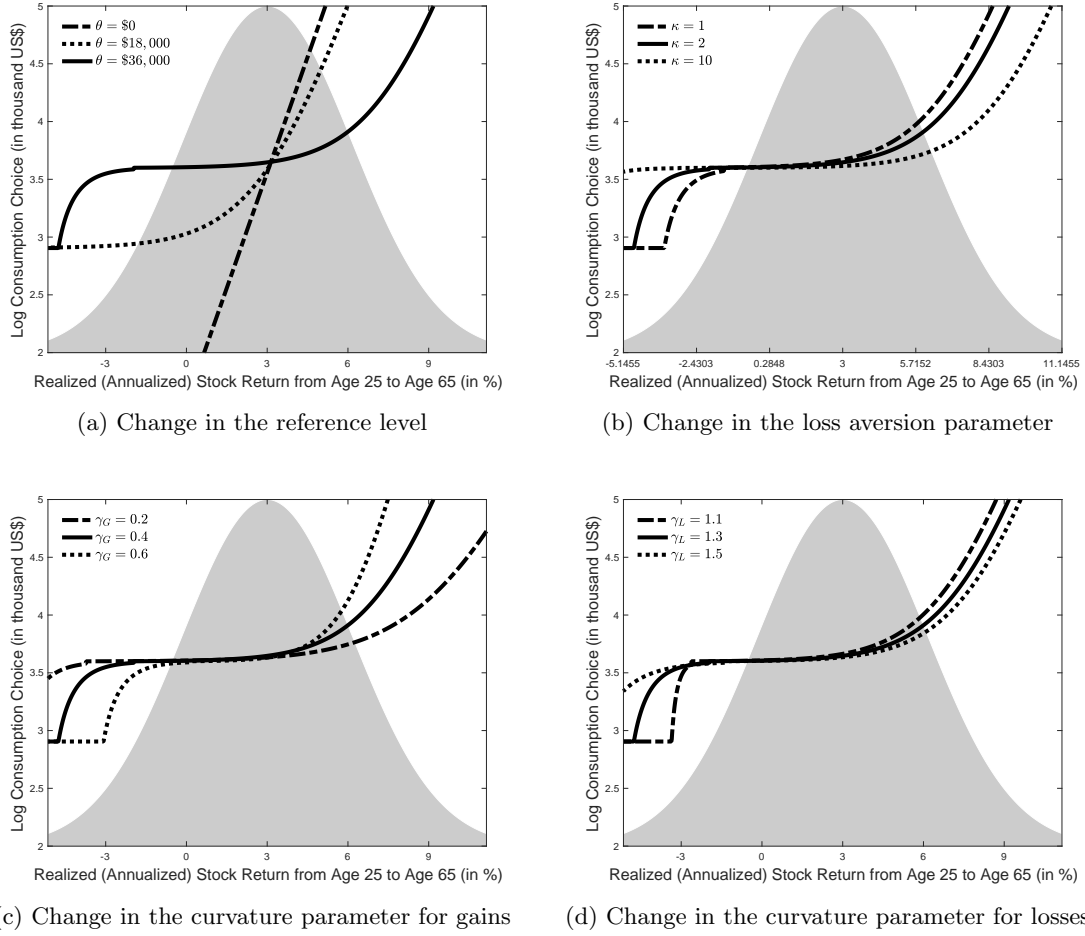 Log Consumption Choice (in thousand US$)
5
4.5
4
3.5
3
2.5
2
θ = $0
θ = $18,000
θ = $36,000
-3 0 3 6 9
Realized (Annualized) Stock Return from Age 25 to Age 65 (in %)
(a) Change in the reference level
Log Consumption Choice (in thousand US$)
5
4.5
4
3.5
3
2.5
2
κ = 1
κ = 2
κ = 10
-5.1455 -2.4303 0.2848 3 5.7152 8.4303 11.1455
Realized (Annualized) Stock Return from Age 25 to Age 65 (in %)
(b) Change in the loss aversion parameter
Log Consumption Choice (in thousand US$)
5
4.5
4
3.5
3
2.5
2
γG = 0.2
γG = 0.4
γG = 0.6
-3 0 3 6 9
Realized (Annualized) Stock Return from Age 25 to Age 65 (in %)
(c) Change in the curvature parameter for gains
Log Consumption Choice (in thousand US$)
5
4.5
4
3.5
3
2.5
2
γL = 1.1
γL = 1.3
γL = 1.5
-3 0 3 6 9
Realized (Annualized) Stock Return from Age 25 to Age 65 (in %)
(d) Change in the curvature parameter for losses